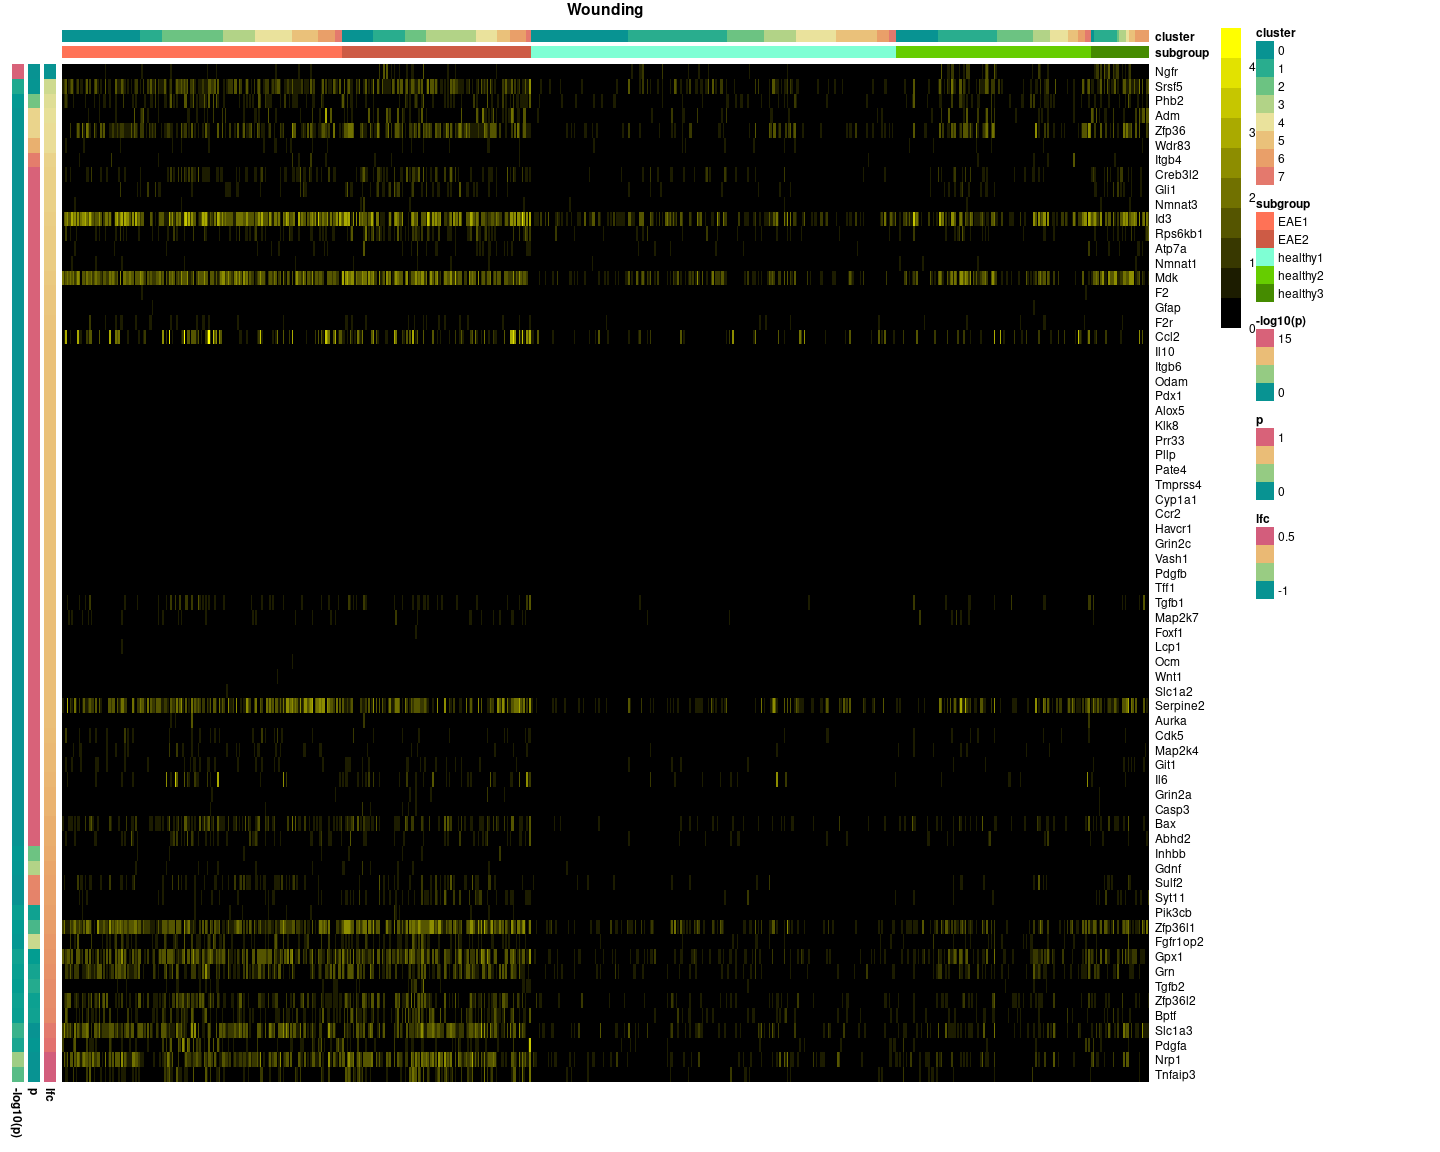 Wounding
cluster
subgroup
Ngfr
Srsf5
Phb2
Adm
Zfp36
Wdr83
Itgb4
Creb3l2
Gli1
Nmnat3
Id3
Rps6kb1
Atp7a
Nmnat1
Mdk
F2
Gfap
F2r
Ccl2
Il10
Itgb6
Odam
Pdx1
Alox5
Klk8
Prr33
Pllp
Pate4
Tmprss4
Cyp1a1
Ccr2
Havcr1
Grin2c
Vash1
Pdgfb
Tff1
Tgfb1
Map2k7
Foxf1
Lcp1
Ocm
Wnt1
Slc1a2
Serpine2
Aurka
Cdk5
Map2k4
Git1
Il6
Grin2a
Casp3
Bax
Abhd2
Inhbb
Gdnf
Sulf2
Syt11
Pik3cb
Zfp36l1
Fgfr1op2
Gpx1
Grn
Tgfb2
Zfp36l2
Bptf
Slc1a3
Pdgfa
Nrp1
Tnfaip3
-log10(p)
p
lfc
4
3
2
1
0
cluster
0
1
2
3
4
5
6
7
subgroup
EAE1
EAE2
healthy1
healthy2
healthy3
-log10(p)
15
0
p
1
0
lfc
0.5
-1